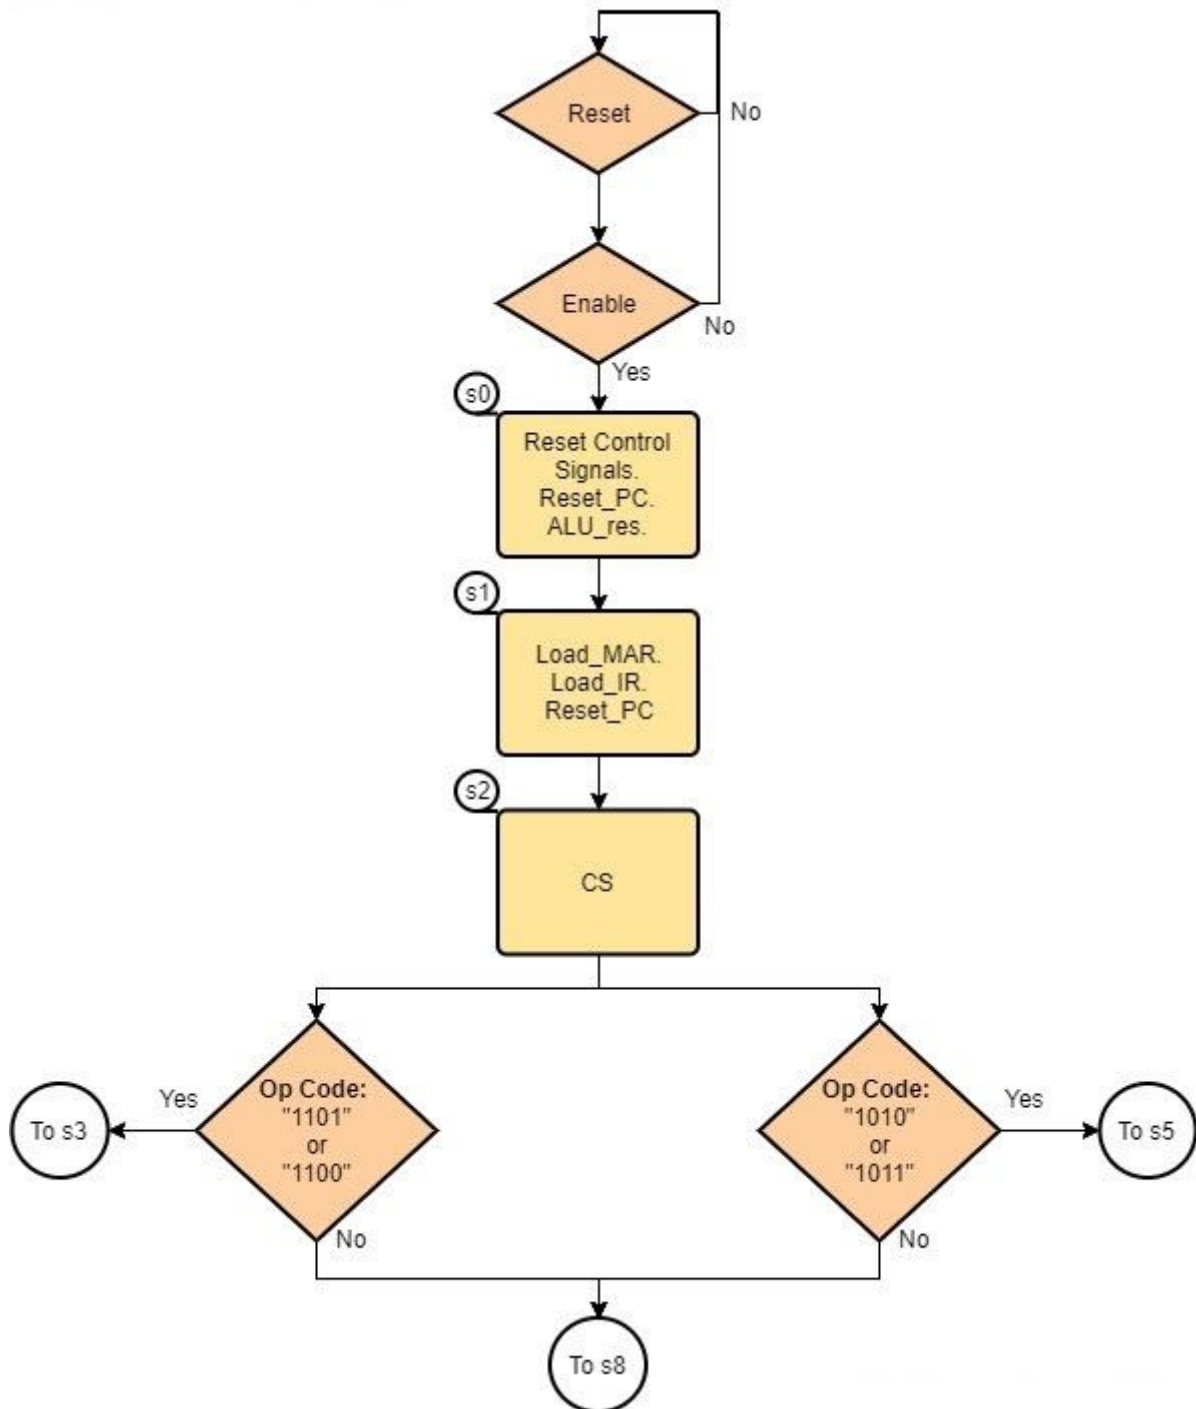 Reset
No
Enable
No
Yes
s0
Reset Control
Signals.
Reset_PC.
ALU_res.
s1
Load_MAR.
Load_IR.
Reset_PC
s2
CS
To s3
Yes
Op Code:
"1101"
or
"1100"
No
Op Code:
"1010"
or
"1011"
Yes
No
To s5
To s8